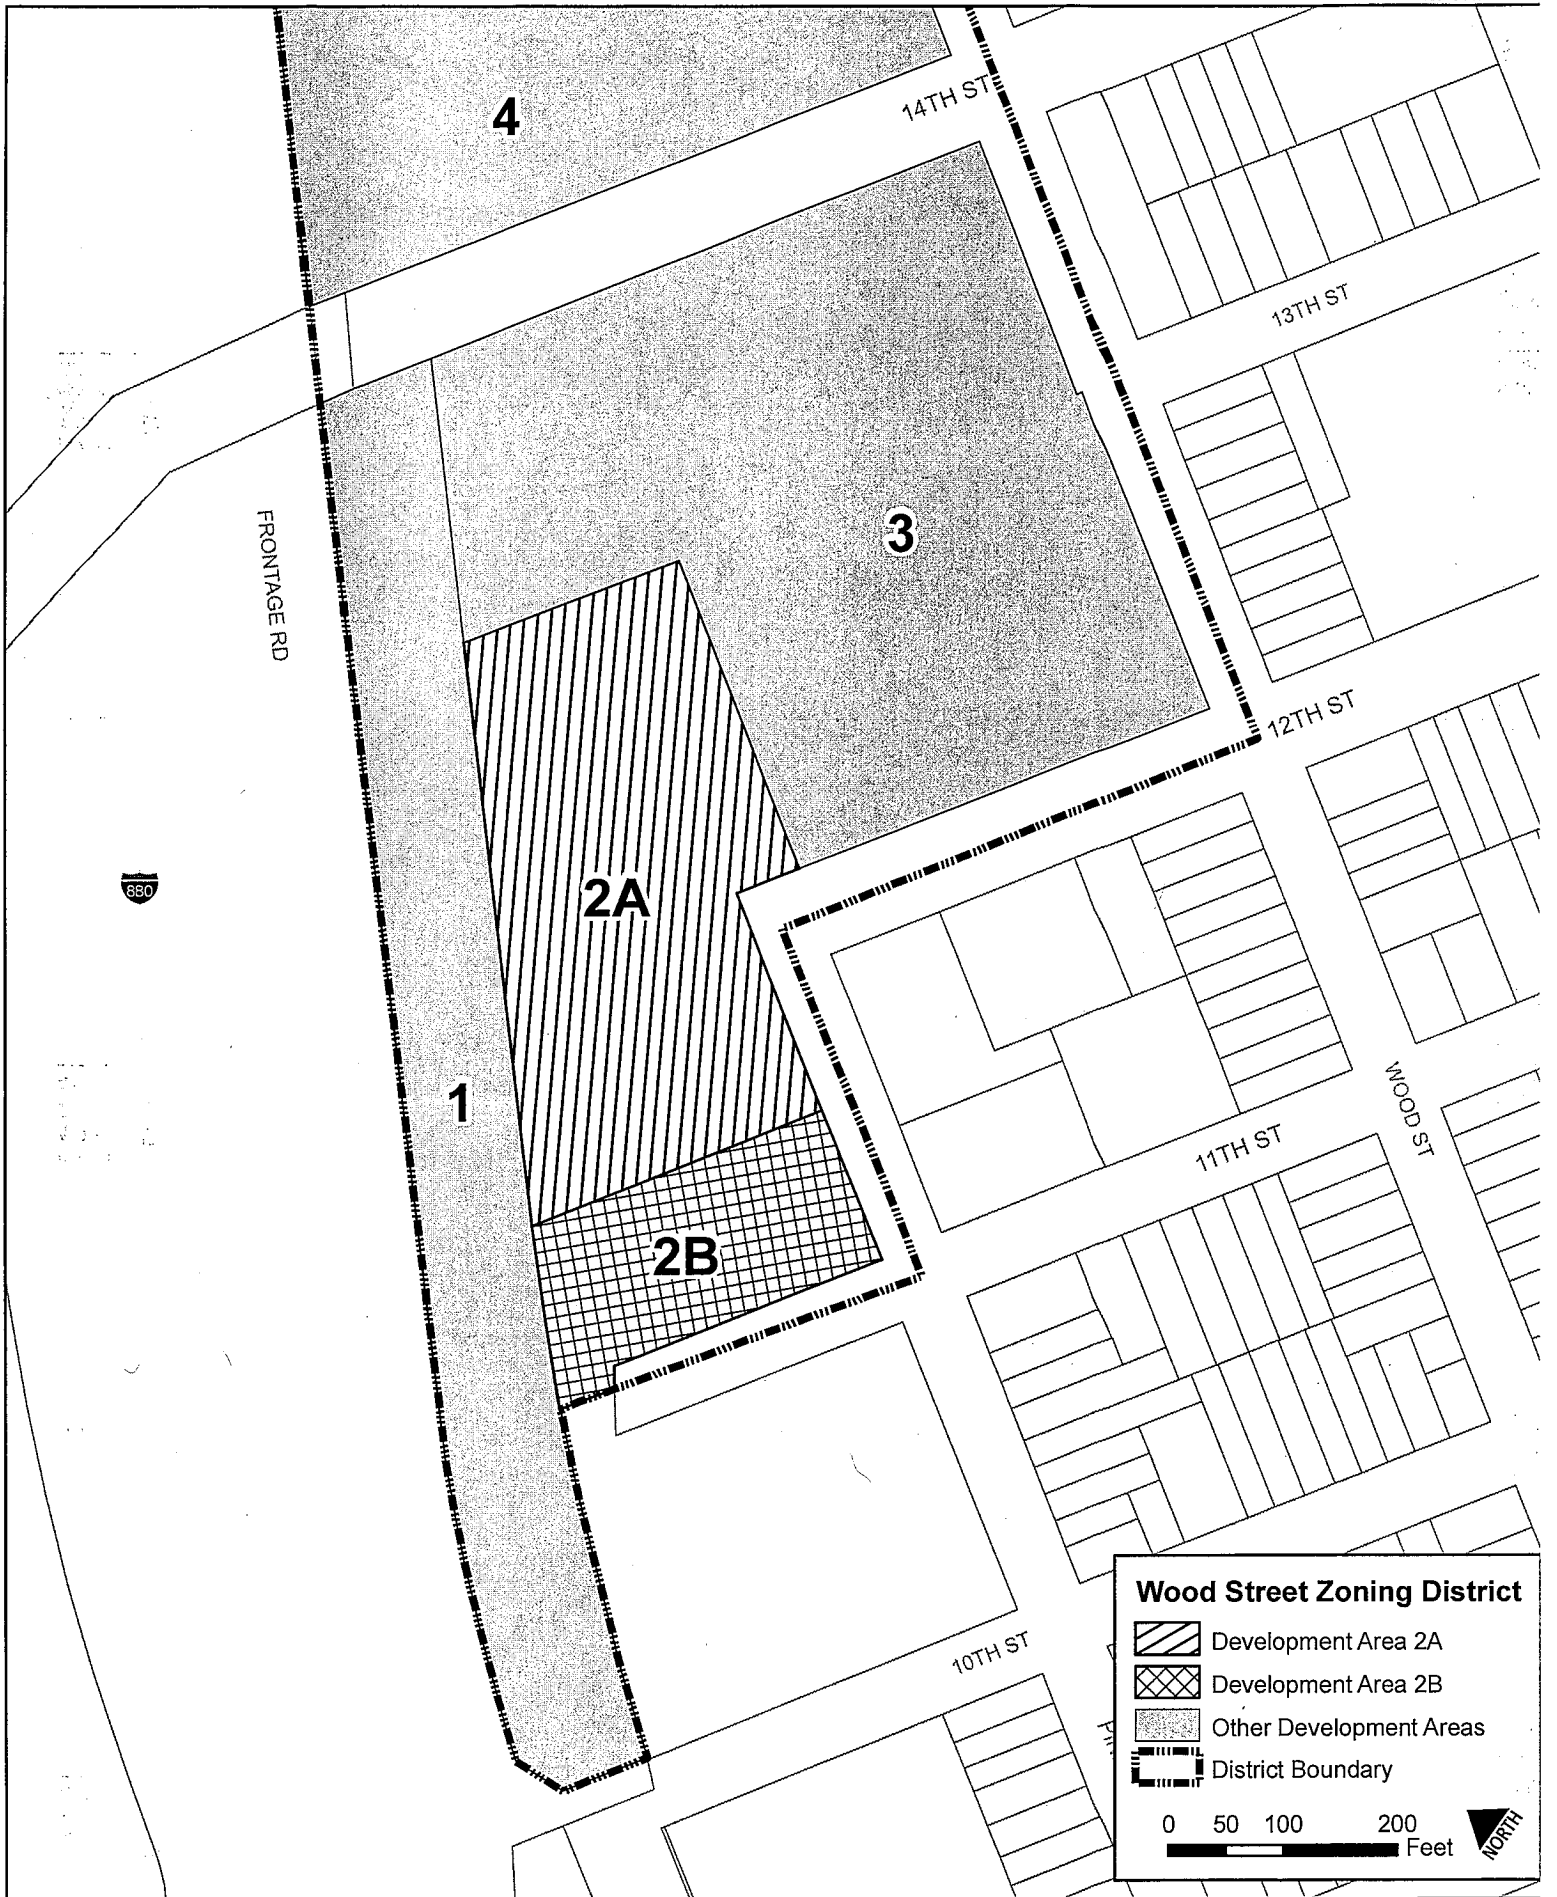 4
14TH ST
13TH ST
FRONTAGE RD
3
12TH ST
880
2A
1
WOOD ST
11TH ST
2B
10TH ST
Wood Street Zoning District
Development Area 2A
Development Area 2B
Other Development Areas
District Boundary
0 50 100 200
Feet
NORTH